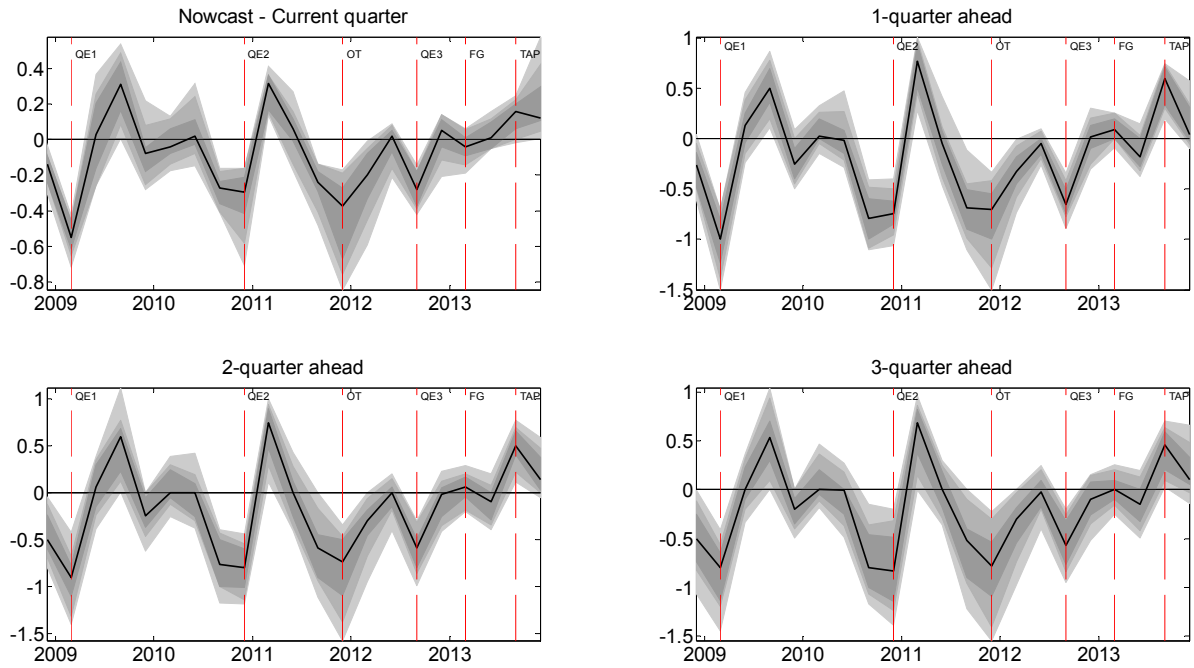 Nowcast - Current quarter
QE1 QE2 OT QE3 FG TAP
0.4
0.2
0
-0.2
-0.4
-0.6
-0.8
2009 2010 2011 2012 2013
1-quarter ahead
QE1 QE2 OT QE3 FG TAP
1
0.5
0
-0.5
-1
-1.5
2009 2010 2011 2012 2013
2-quarter ahead
QE1 QE2 OT QE3 FG TAP
1
0.5
0
-0.5
-1
-1.5
2009 2010 2011 2012 2013
3-quarter ahead
QE1 QE2 OT QE3 FG TAP
1
0.5
0
-0.5
-1
-1.5
2009 2010 2011 2012 2013